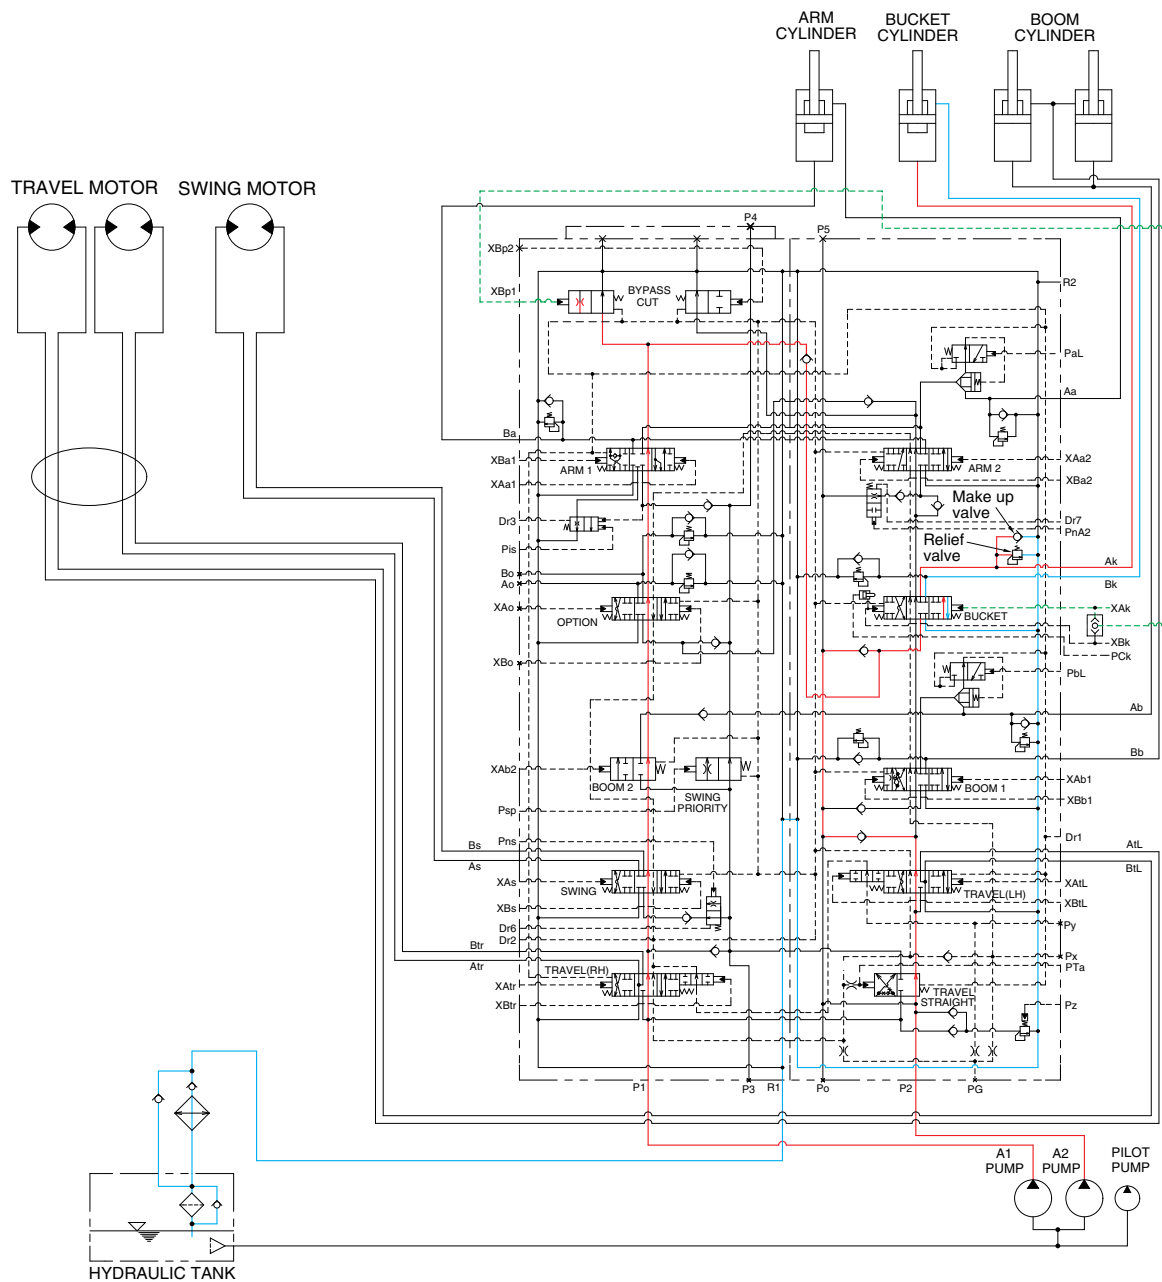 ARM
CYLINDER
BUCKET
CYLINDER
BOOM
CYLINDER
TRAVEL MOTOR
SWING MOTOR
P4
P5
XBp2
XBp1
BYPASS
CUT
R2
PaL
Aa
Ba
XBa1
ARM 1
XAa1
ARM 2
XAa2
XBa2
Make up
valve
Dr3
Pis
Dr7
PnA2
Relief
valve
Bo
Ao
Ak
Bk
XAo
OPTION
XBo
BUCKET
XAk
XBk
PCk
PbL
Ab
Bb
XAb2
BOOM 2
SWING
PRIORITY
Psp
BOOM 1
XAb1
XBb1
Pns
Dr1
Bs
As
AtL
BtL
XAs
SWING
XBs
TRAVEL(LH)
XAtL
XBtL
Dr6
Dr2
Py
Btr
Atr
Px
PTa
TRAVEL(RH)
XAtr
XBtr
TRAVEL
STRAIGHT
Pz
P1
P3
R1
Po
P2
PG
A1
PUMP
A2
PUMP
PILOT
PUMP
HYDRAULIC TANK